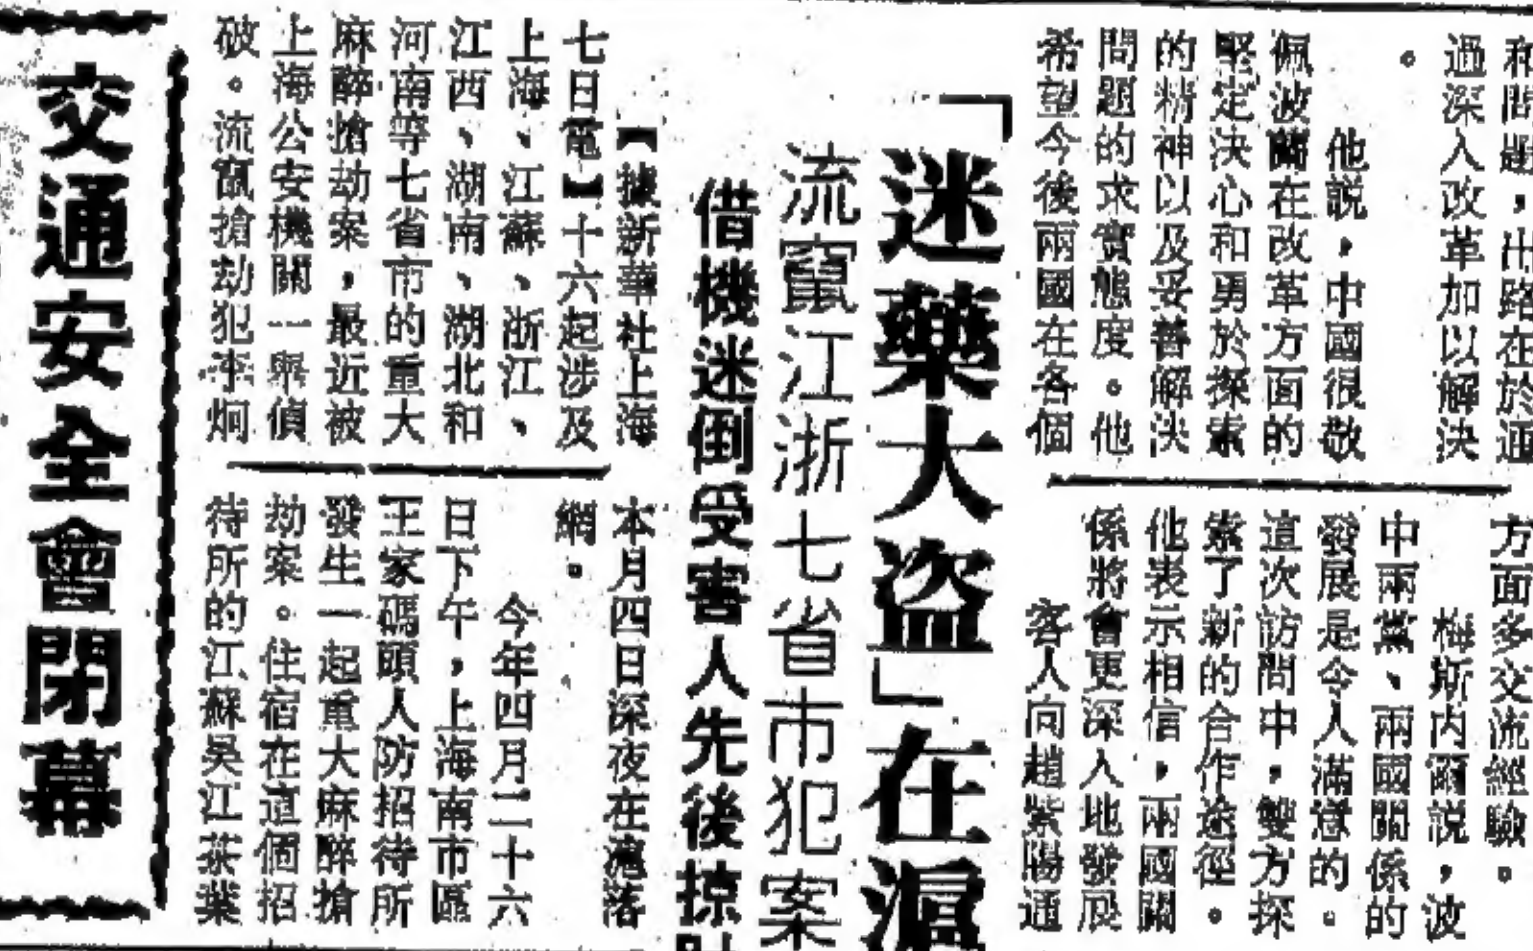 和問題，出路在於通
過深入改革加以解決
。
他説，中國很敬
佩波蘭在改革方面的
堅定決心和勇於探索
的精神以及妥善解決
問題的求實態度。他
希望今後兩國在各個
方面多交流經驗。
梅斯内爾説，波
中兩黨、兩國關係的
發展是令人滿意的。
這次訪問中，雙方探
索了新的合作途徑。
他表示相信，兩國關
係將會更深入地發展
客人向趙紫陽通
「迷藥大盜」在滬
流竄江浙七省市犯案
借機迷倒受害人先後掠
【據新華社上海
七日電】十六起涉及
上海、江蘇、浙江、
江西、湖南、湖北和
河南等七省市的重大
麻醉搶劫案，最近被
上海公安機關一舉偵
破。流竄搶劫犯李炯
本月四日深夜在滬落
網。
今年四月二十六
日下午，上海南市區
王家碼頭人防招待所
發生一起重大麻醉搶
劫案。住宿在這個招
待所的江蘇吳江茶葉
交通安全會閉幕